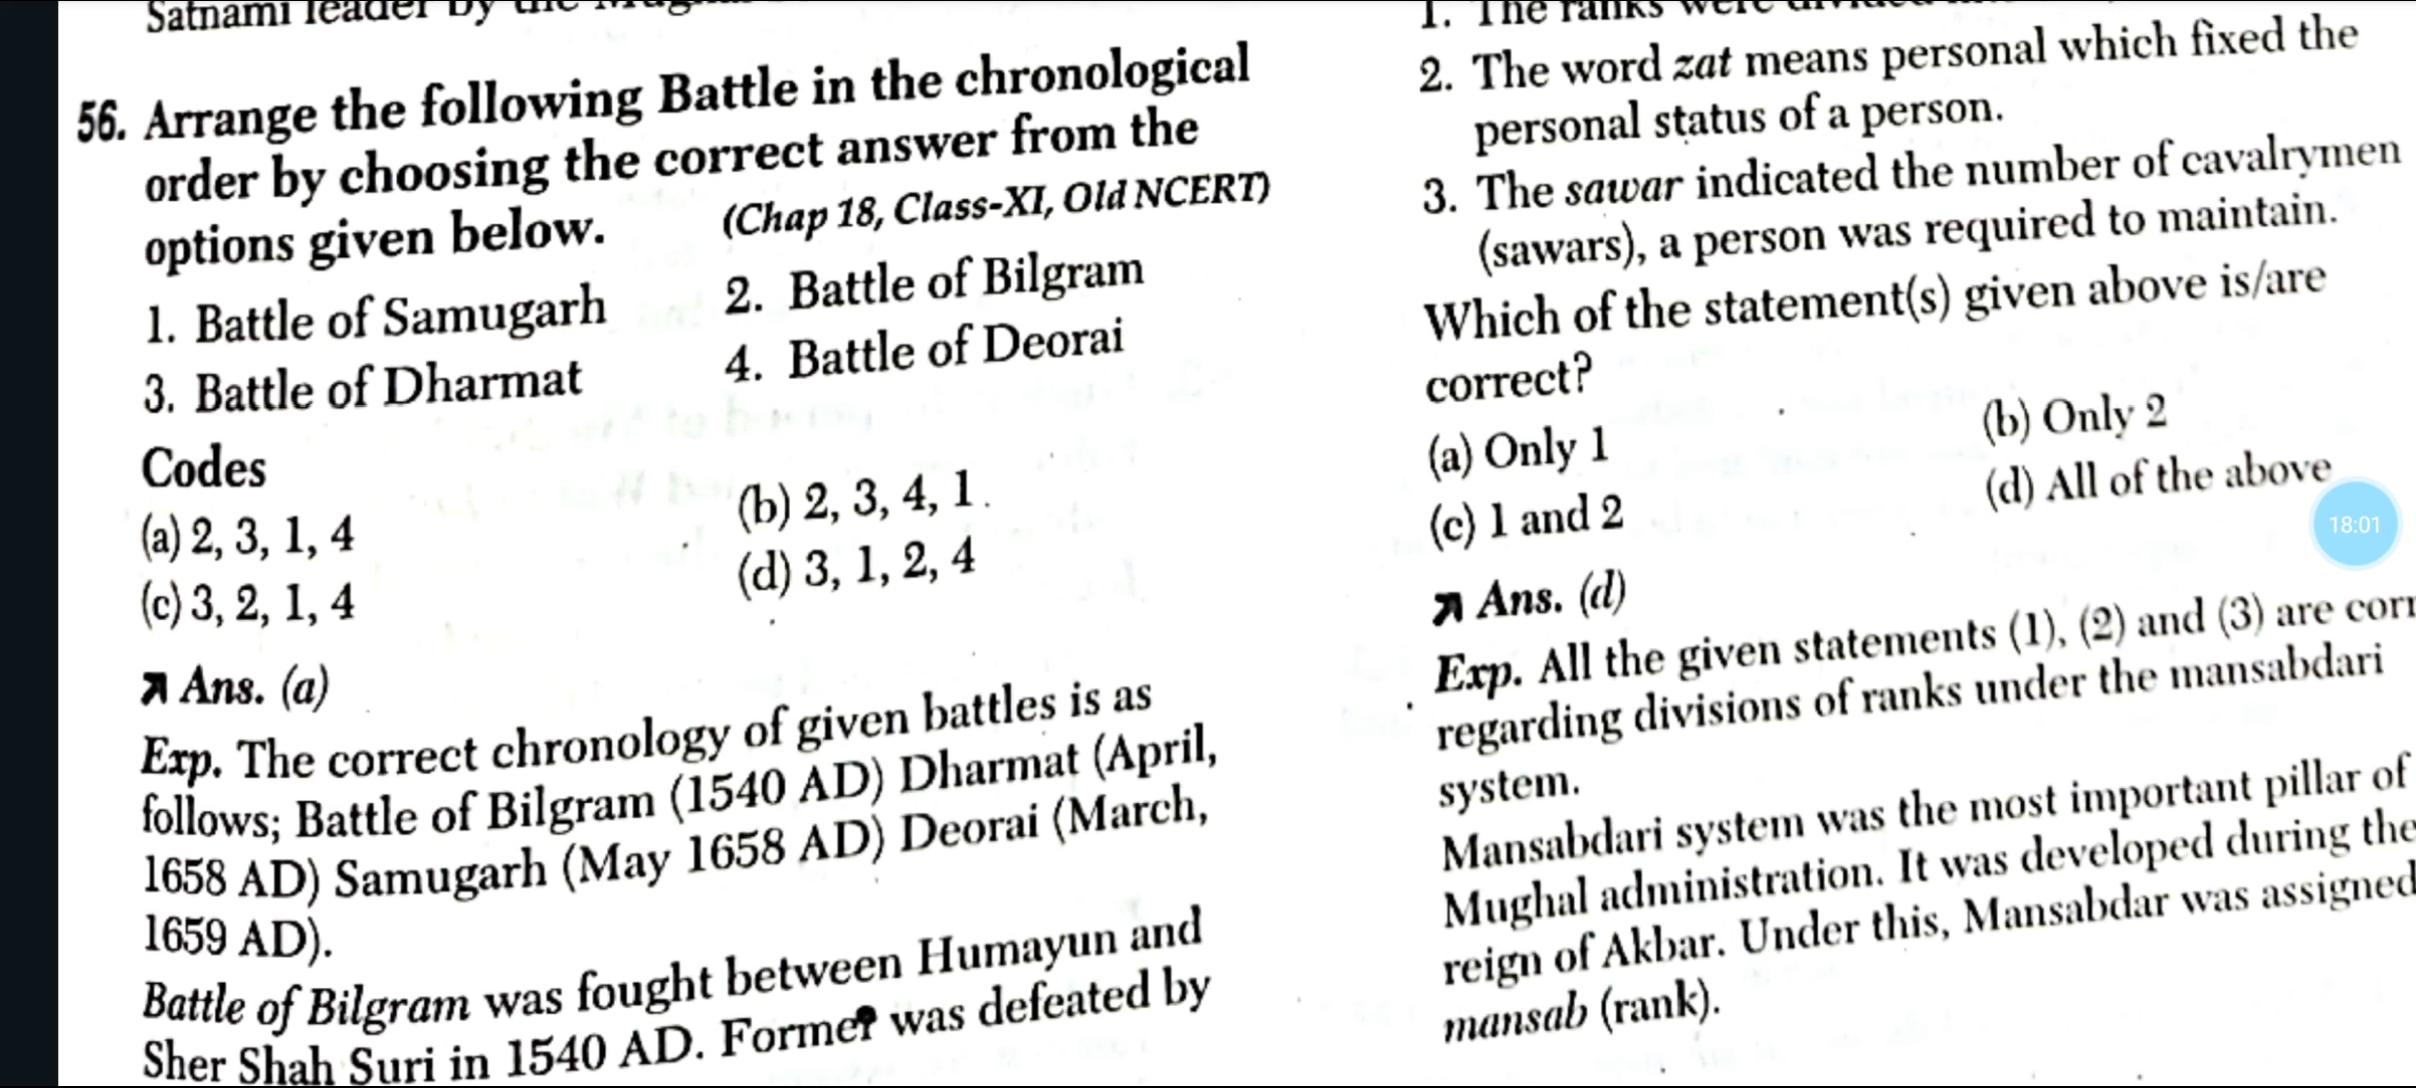 Satnami leader by the
56. Arrange the following Battle in the chronological
order by choosing the correct answer from the
options given below. (Chap 18, Class-XI, Old NCERT)
1. Battle of Samugarh 2. Battle of Bilgram
3. Battle of Dharmat 4. Battle of Deorai
Codes
(a) 2, 3, 1, 4 (b) 2, 3, 4, 1.
(c) 3, 2, 1, 4 (d) 3, 1, 2, 4
Ans. (a)
Exp. The correct chronology of given battles is as
follows; Battle of Bilgram (1540 AD) Dharmat (April,
1658 AD) Samugarh (May 1658 AD) Deorai (March,
1659 AD).
Battle of Bilgram was fought between Humayun and
Sher Shah Suri in 1540 AD. Former was defeated by
1. The ranks were
2. The word zat means personal which fixed the
personal status of a person.
3. The sawar indicated the number of cavalrymen
(sawars), a person was required to maintain.
Which of the statement(s) given above is/are
correct?
(a) Only 1 (b) Only 2
(c) 1 and 2 (d) All of the above
18:01
Ans. (d)
Exp. All the given statements (1), (2) and (3) are corr
regarding divisions of ranks under the mansabdari
system.
Mansabdari system was the most important pillar of
Mughal administration. It was developed during the
reign of Akbar. Under this, Mansabdar was assigned
mansab (rank).